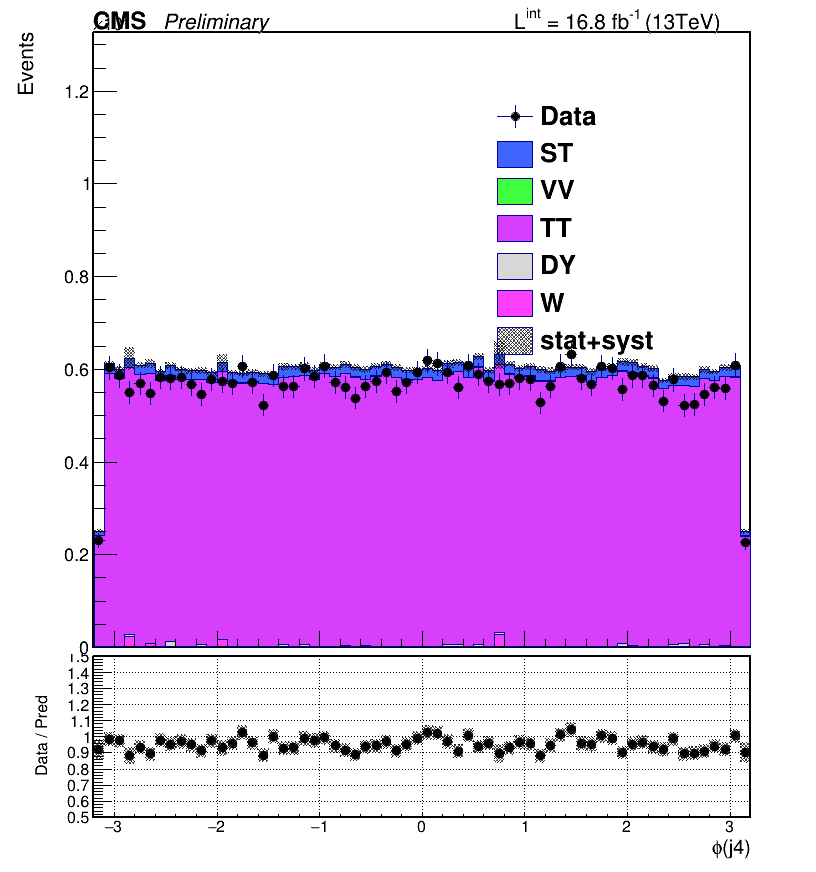 CMS Preliminary L^int = 16.8 fb^-1 (13TeV)
Events
1.2
1
0.8
0.6
0.4
0.2
0
Data
ST
VV
TT
DY
W
stat+syst
Data / Pred
1.5
1.4
1.3
1.2
1.1
1
0.9
0.8
0.7
0.6
0.5
−3 −2 −1 0 1 2 3
ϕ(j4)